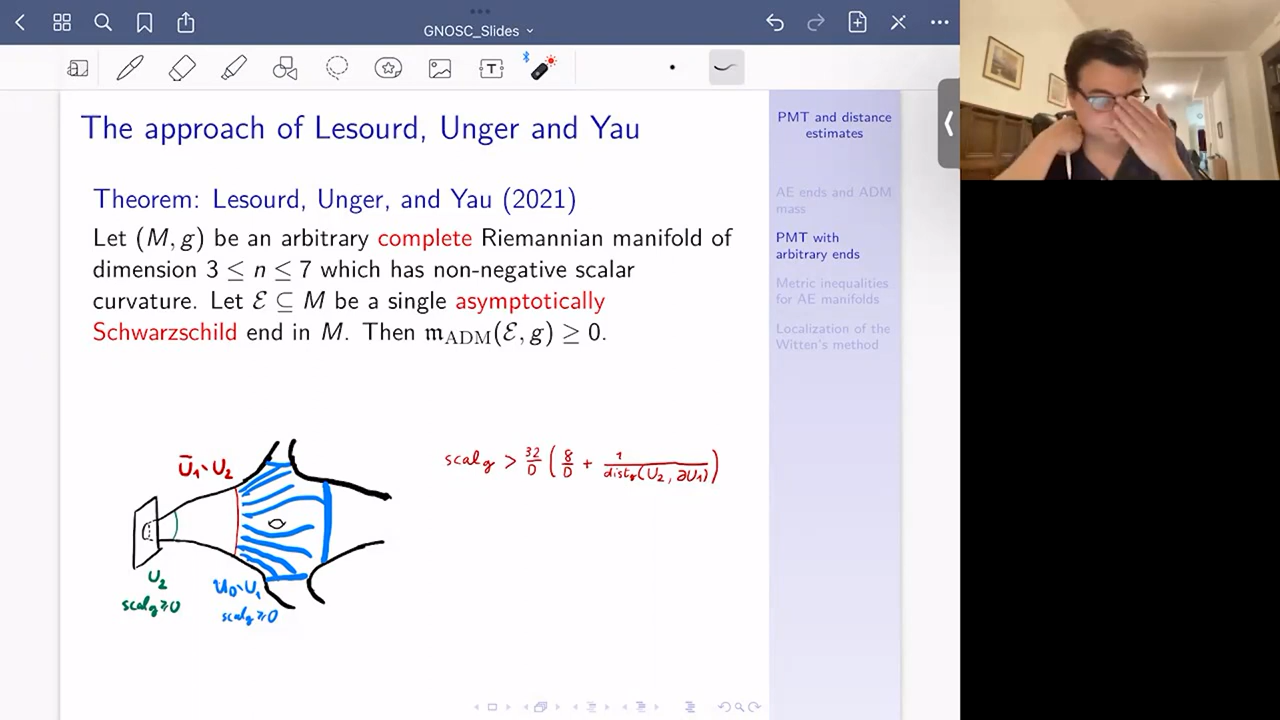 GNOSC_Slides
The approach of Lesourd, Unger and Yau
Theorem: Lesourd, Unger, and Yau (2021)
Let (M, g) be an arbitrary complete Riemannian manifold of
dimension 3 ≤ n ≤ 7 which has non-negative scalar
curvature. Let ℰ ⊆ M be a single asymptotically
Schwarzschild end in M. Then 𝔪_ADM(ℰ, g) ≥ 0.
Ū₁∖U₂
scal_g > 32/D ( 8/D + 1/dist_g(U₂, ∂U₁) )
U₂
scal_g ≥ 0
U₀∖U₁
scal_g ≥ 0
PMT and distance
estimates
AE ends and ADM
mass
PMT with
arbitrary ends
Metric inequalities
for AE manifolds
Localization of the
Witten's method